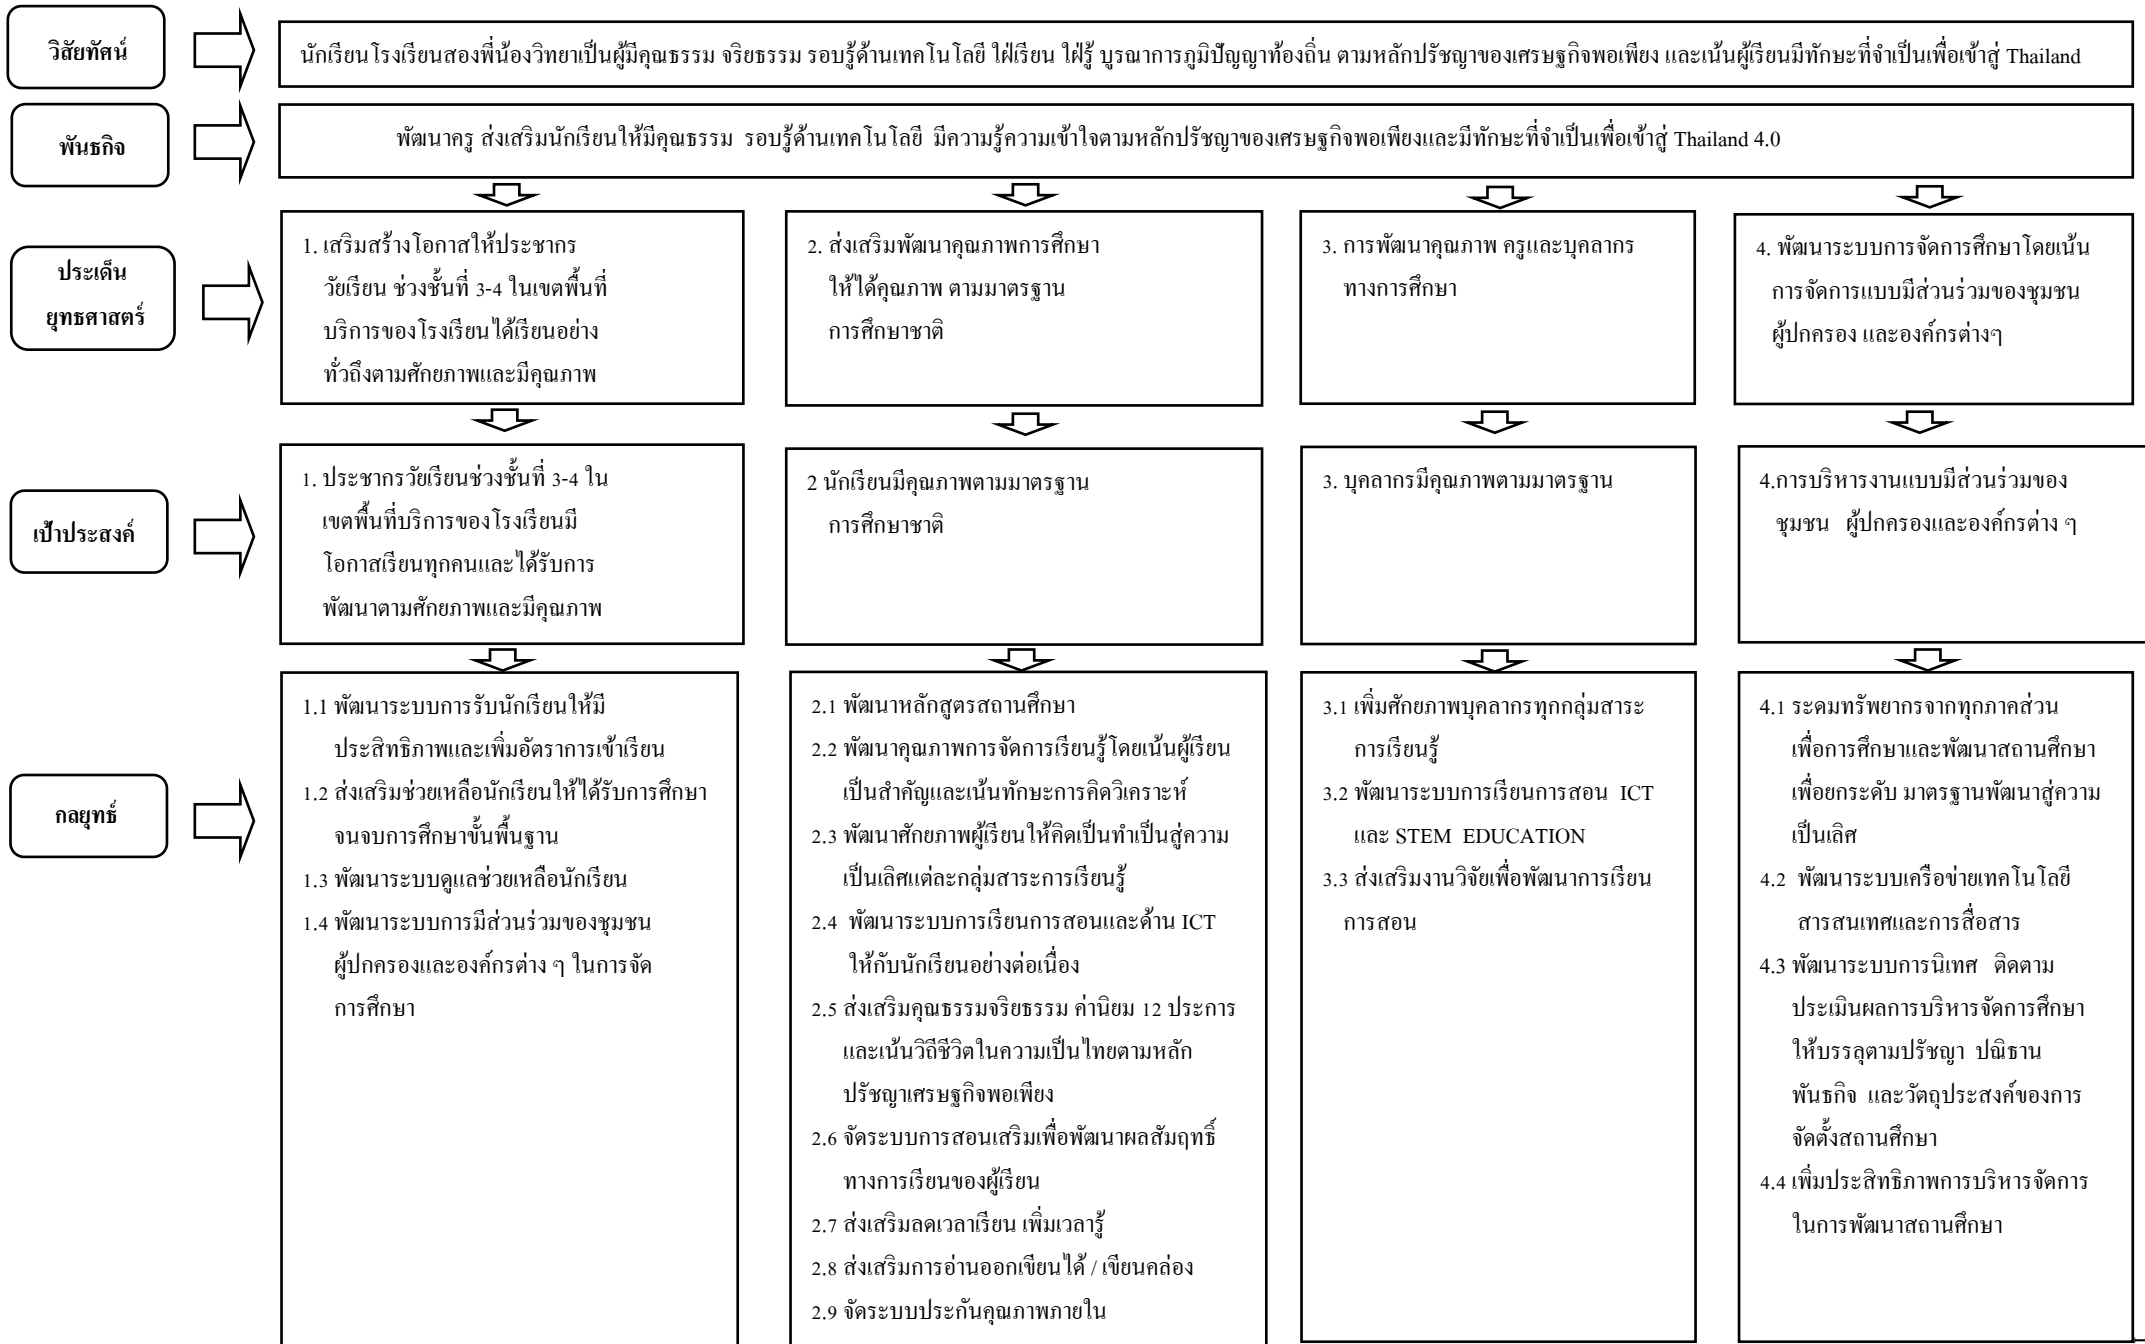 วิสัยทัศน์
นักเรียนโรงเรียนสองพี่น้องวิทยาเป็นผู้มีคุณธรรม จริยธรรม รอบรู้ด้านเทคโนโลยี ใฝ่เรียน ใฝ่รู้ บูรณาการภูมิปัญญาท้องถิ่น ตามหลักปรัชญาของเศรษฐกิจพอเพียง และเน้นผู้เรียนมีทักษะที่จำเป็นเพื่อเข้าสู่ Thailand
พันธกิจ
พัฒนาครู ส่งเสริมนักเรียนให้มีคุณธรรม รอบรู้ด้านเทคโนโลยี มีความรู้ความเข้าใจตามหลักปรัชญาของเศรษฐกิจพอเพียงและมีทักษะที่จำเป็นเพื่อเข้าสู่ Thailand 4.0
ประเด็น
ยุทธศาสตร์
1. เสริมสร้างโอกาสให้ประชากร
วัยเรียน ช่วงชั้นที่ 3-4 ในเขตพื้นที่
บริการของโรงเรียนได้เรียนอย่าง
ทั่วถึงตามศักยภาพและมีคุณภาพ
2. ส่งเสริมพัฒนาคุณภาพการศึกษา
ให้ได้คุณภาพ ตามมาตรฐาน
การศึกษาชาติ
3. การพัฒนาคุณภาพ ครูและบุคลากร
ทางการศึกษา
4. พัฒนาระบบการจัดการศึกษาโดยเน้น
การจัดการแบบมีส่วนร่วมของชุมชน
ผู้ปกครอง และองค์กรต่างๆ
เป้าประสงค์
1. ประชากรวัยเรียนช่วงชั้นที่ 3-4 ใน
เขตพื้นที่บริการของโรงเรียนมี
โอกาสเรียนทุกคนและได้รับการ
พัฒนาตามศักยภาพและมีคุณภาพ
2 นักเรียนมีคุณภาพตามมาตรฐาน
การศึกษาชาติ
3. บุคลากรมีคุณภาพตามมาตรฐาน
4.การบริหารงานแบบมีส่วนร่วมของ
ชุมชน ผู้ปกครองและองค์กรต่าง ๆ
กลยุทธ์
1.1 พัฒนาระบบการรับนักเรียนให้มี
ประสิทธิภาพและเพิ่มอัตราการเข้าเรียน
1.2 ส่งเสริมช่วยเหลือนักเรียนให้ได้รับการศึกษา
จนจบการศึกษาขั้นพื้นฐาน
1.3 พัฒนาระบบดูแลช่วยเหลือนักเรียน
1.4 พัฒนาระบบการมีส่วนร่วมของชุมชน
ผู้ปกครองและองค์กรต่าง ๆ ในการจัด
การศึกษา
2.1 พัฒนาหลักสูตรสถานศึกษา
2.2 พัฒนาคุณภาพการจัดการเรียนรู้โดยเน้นผู้เรียน
เป็นสำคัญและเน้นทักษะการคิดวิเคราะห์
2.3 พัฒนาศักยภาพผู้เรียนให้คิดเป็นทำเป็นสู่ความ
เป็นเลิศแต่ละกลุ่มสาระการเรียนรู้
2.4 พัฒนาระบบการเรียนการสอนและด้าน ICT
ให้กับนักเรียนอย่างต่อเนื่อง
2.5 ส่งเสริมคุณธรรมจริยธรรม ค่านิยม 12 ประการ
และเน้นวิถีชีวิตในความเป็นไทยตามหลัก
ปรัชญาเศรษฐกิจพอเพียง
2.6 จัดระบบการสอนเสริมเพื่อพัฒนาผลสัมฤทธิ์
ทางการเรียนของผู้เรียน
2.7 ส่งเสริมลดเวลาเรียน เพิ่มเวลารู้
2.8 ส่งเสริมการอ่านออกเขียนได้ / เขียนคล่อง
2.9 จัดระบบประกันคุณภาพภายใน
3.1 เพิ่มศักยภาพบุคลากรทุกกลุ่มสาระ
การเรียนรู้
3.2 พัฒนาระบบการเรียนการสอน ICT
และ STEM EDUCATION
3.3 ส่งเสริมงานวิจัยเพื่อพัฒนาการเรียน
การสอน
4.1 ระดมทรัพยากรจากทุกภาคส่วน
เพื่อการศึกษาและพัฒนาสถานศึกษา
เพื่อยกระดับ มาตรฐานพัฒนาสู่ความ
เป็นเลิศ
4.2 พัฒนาระบบเครือข่ายเทคโนโลยี
สารสนเทศและการสื่อสาร
4.3 พัฒนาระบบการนิเทศ ติดตาม
ประเมินผลการบริหารจัดการศึกษา
ให้บรรลุตามปรัชญา ปณิธาน
พันธกิจ และวัตถุประสงค์ของการ
จัดตั้งสถานศึกษา
4.4 เพิ่มประสิทธิภาพการบริหารจัดการ
ในการพัฒนาสถานศึกษา